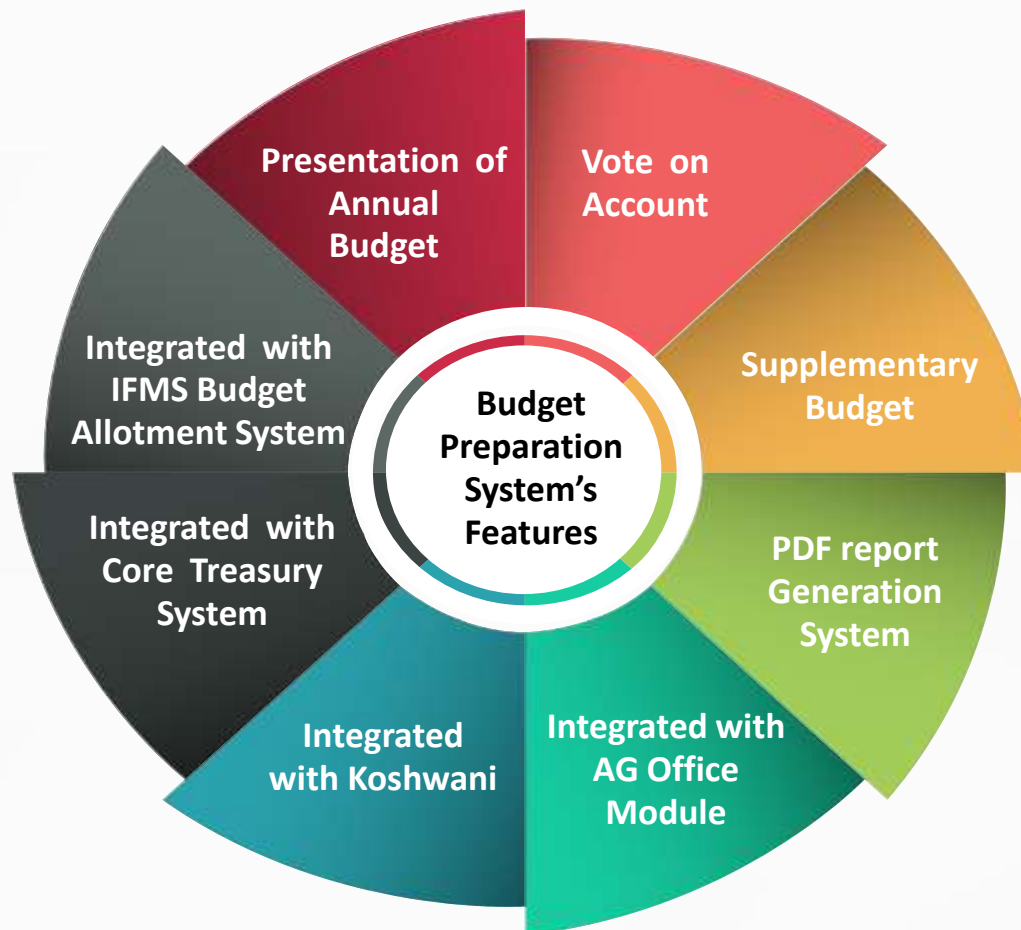 Presentation of
Annual
Budget
Vote on
Account
Supplementary
Budget
PDF report
Generation
System
Integrated with
AG Office
Module
Integrated
with Koshwani
Integrated with
Core Treasury
System
Integrated with
IFMS Budget
Allotment System
Budget
Preparation
System’s
Features